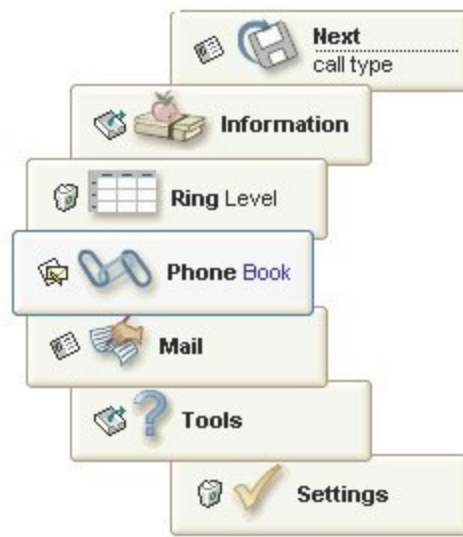 Next
call type
Information
Ring Level
Phone Book
Mail
Tools
Settings